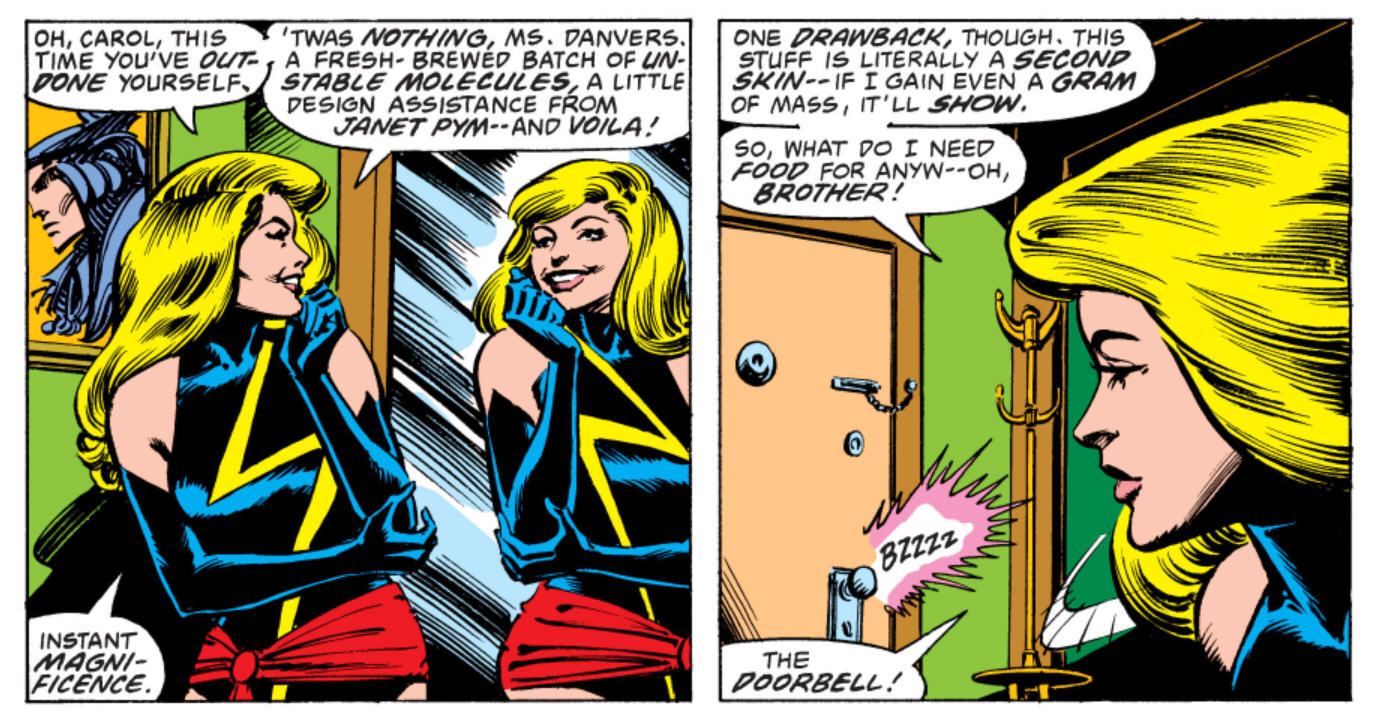 OH, CAROL, THIS
TIME YOU'VE OUT-
DONE YOURSELF.
'TWAS NOTHING, MS. DANVERS.
A FRESH-BREWED BATCH OF UN-
STABLE MOLECULES, A LITTLE
DESIGN ASSISTANCE FROM
JANET PYM--AND VOILA!
INSTANT
MAGNI-
FICENCE.
ONE DRAWBACK, THOUGH. THIS
STUFF IS LITERALLY A SECOND
SKIN--IF I GAIN EVEN A GRAM
OF MASS, IT'LL SHOW.
SO, WHAT DO I NEED
FOOD FOR ANYW--OH,
BROTHER!
BZZZZ
THE
DOORBELL!